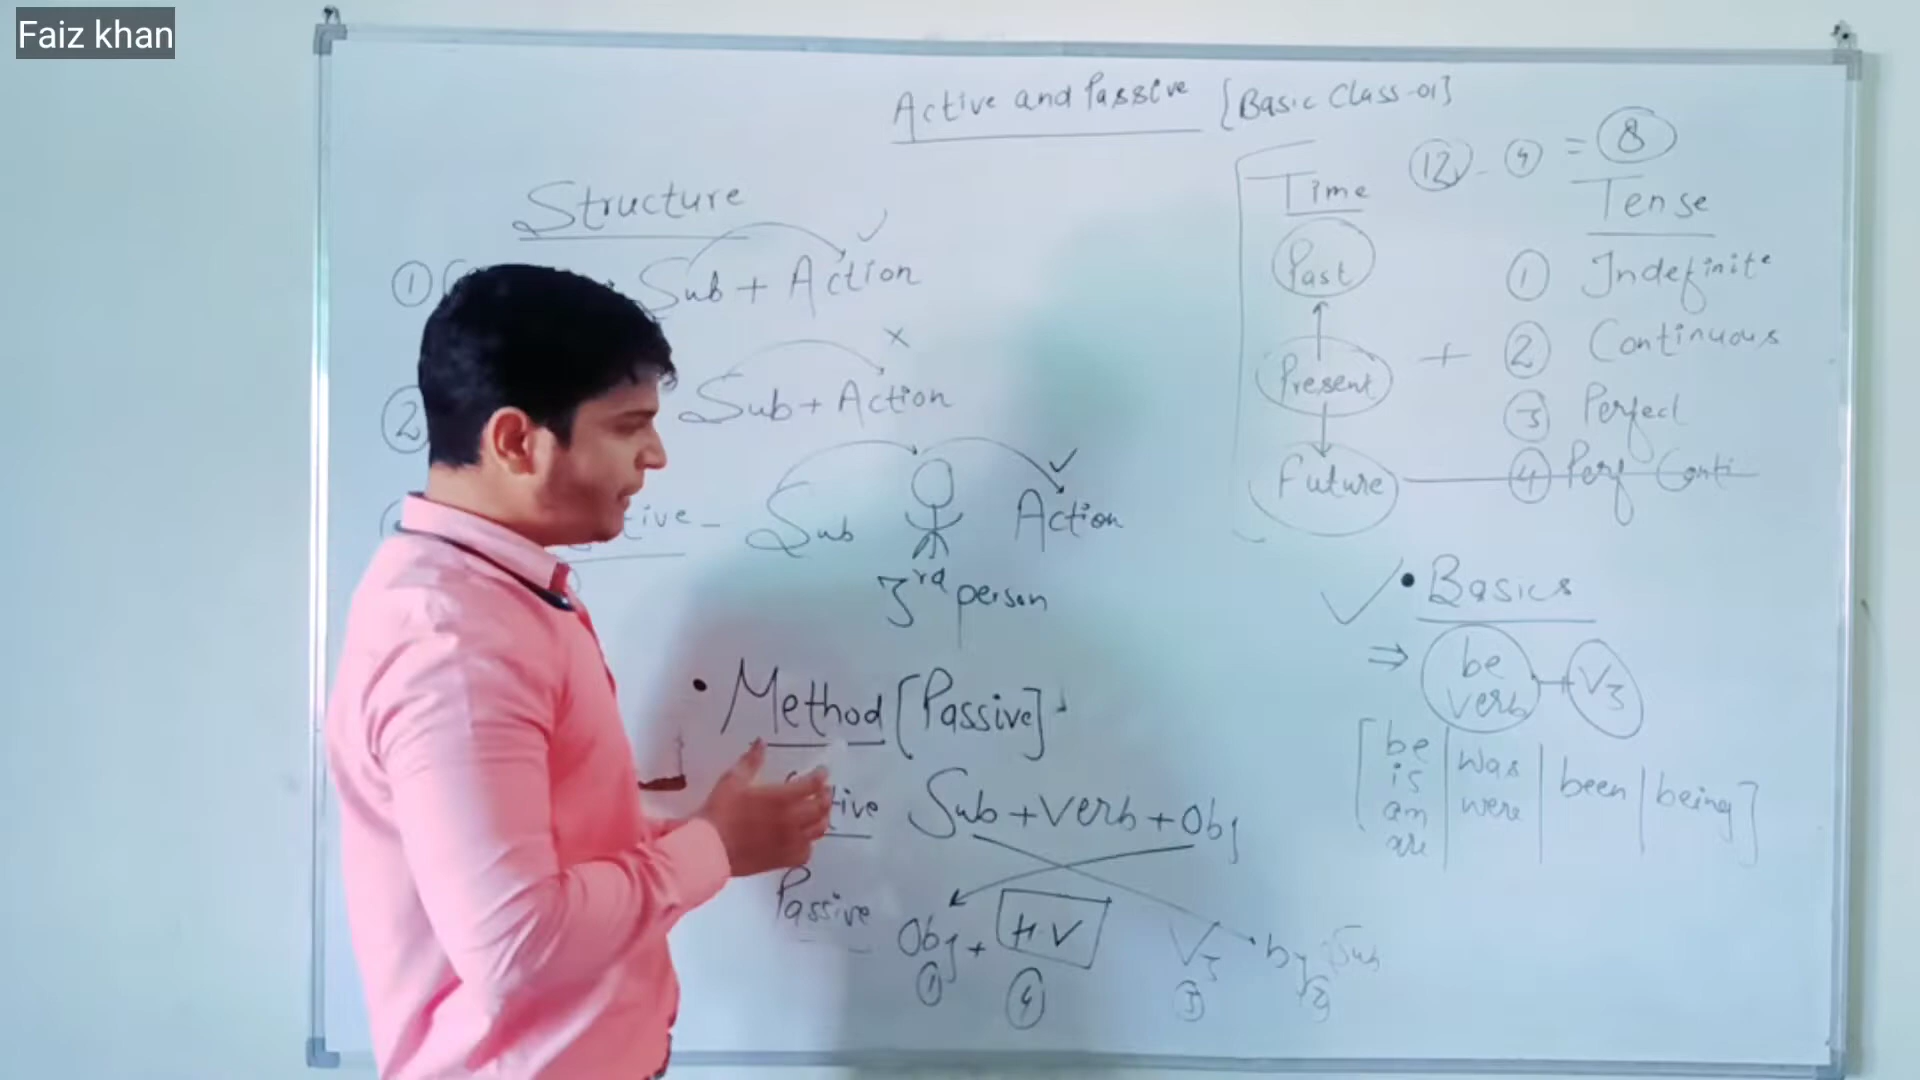 Faiz khan
Active and Passive [Basic Class-01]
Structure
① Sub + Action ✓
② Sub + Action ×
tive - Sub Action ✓
3rd person
• Method [Passive]
tive Sub + Verb + Obj
Passive Obj + H.V V3 by Sub
① ④ ③ ②
12 - 4 = 8
Time Tense
Past ① Indefinite
Present + ② Continuous
③ Perfect
Future ④ Perf Conti
✓ • Basics
⇒ be verb + V3
[be | was | been | being]
is were
am
are